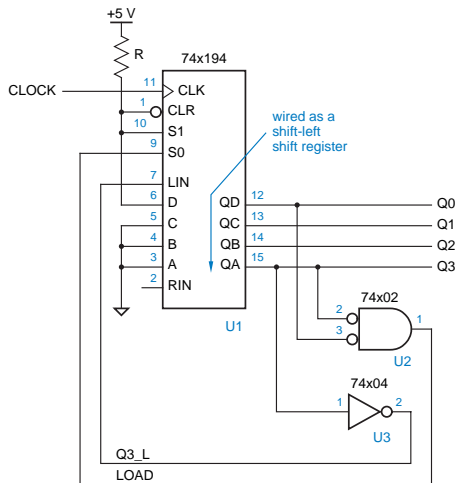 +5 V
R
74x194
CLOCK
11
CLK
1
CLR
10
S1
9
S0
7
LIN
6
D
5
C
4
B
3
A
2
RIN
wired as a
shift-left
shift register
QD
12
Q0
QC
13
Q1
QB
14
Q2
QA
15
Q3
U1
74x02
2
3
1
U2
74x04
1
2
U3
Q3_L
LOAD